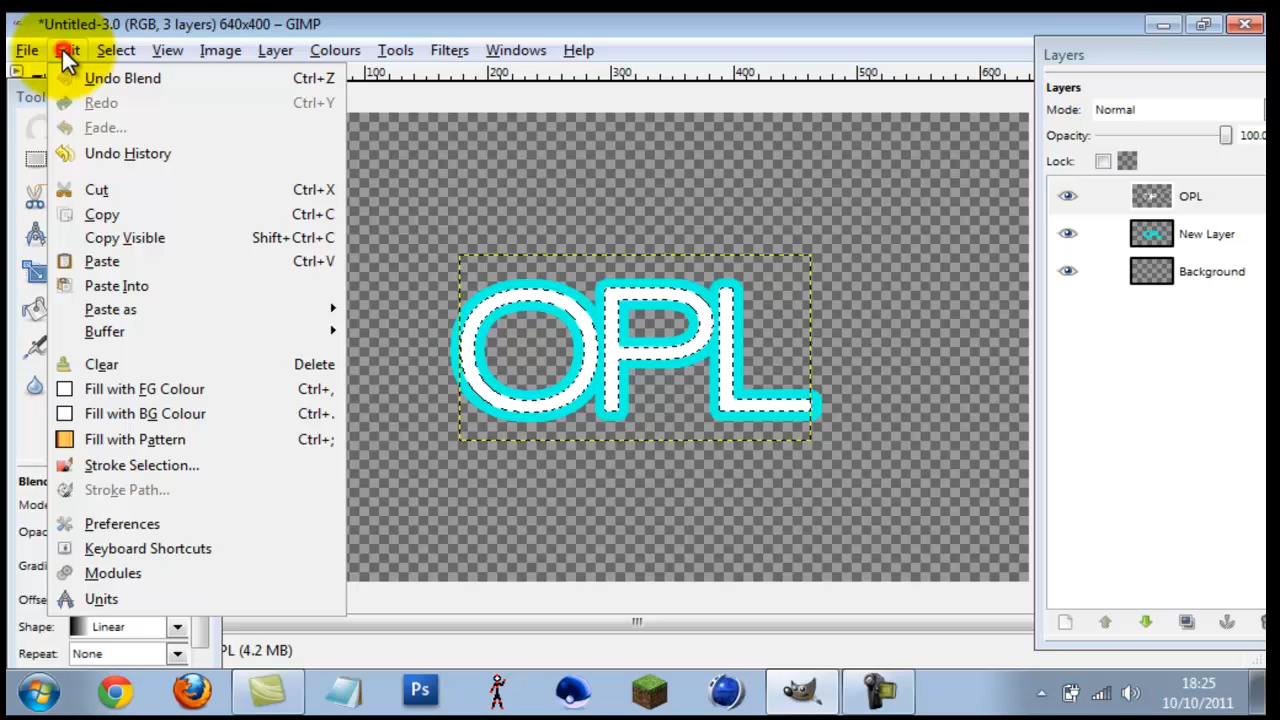 *Untitled-3.0 (RGB, 3 layers) 640x400 – GIMP
File Edit Select View Image Layer Colours Tools Filters Windows Help
Layers
100 200 300 400 500 600
Undo Blend Ctrl+Z
Redo Ctrl+Y
Fade...
Undo History
Cut Ctrl+X
Copy Ctrl+C
Copy Visible Shift+Ctrl+C
Paste Ctrl+V
Paste Into
Paste as
Buffer
Clear Delete
Fill with FG Colour Ctrl+,
Fill with BG Colour Ctrl+.
Fill with Pattern Ctrl+;
Stroke Selection...
Stroke Path...
Preferences
Keyboard Shortcuts
Modules
Units
Shape: Linear
Repeat: None
OPL
Layers
Mode: Normal
Opacity: 100.0
Lock:
OPL
New Layer
Background
PL (4.2 MB)
Ps
18:25
10/10/2011